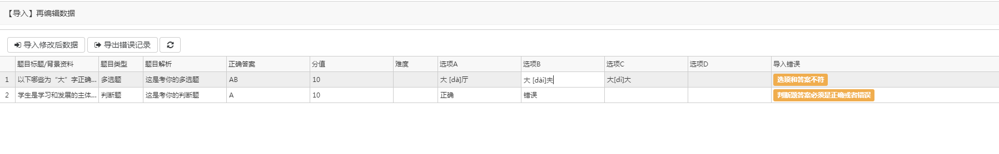 【导入】再编辑数据
导入修改后数据 导出错误记录
题目标题/背景资料 题目类型 题目解析 正确答案 分值 难度 选项A 选项B 选项C 选项D 导入错误
1 以下哪些为“大”字正确... 多选题 这是考你的多选题 AB 10 大 [dà]厅 大 [dài]夫 大[dǐ]大 选项和答案不符
2 学生是学习和发展的主体... 判断题 这是考你的判断题 A 10 正确 错误 判断题答案必须是正确或者错误